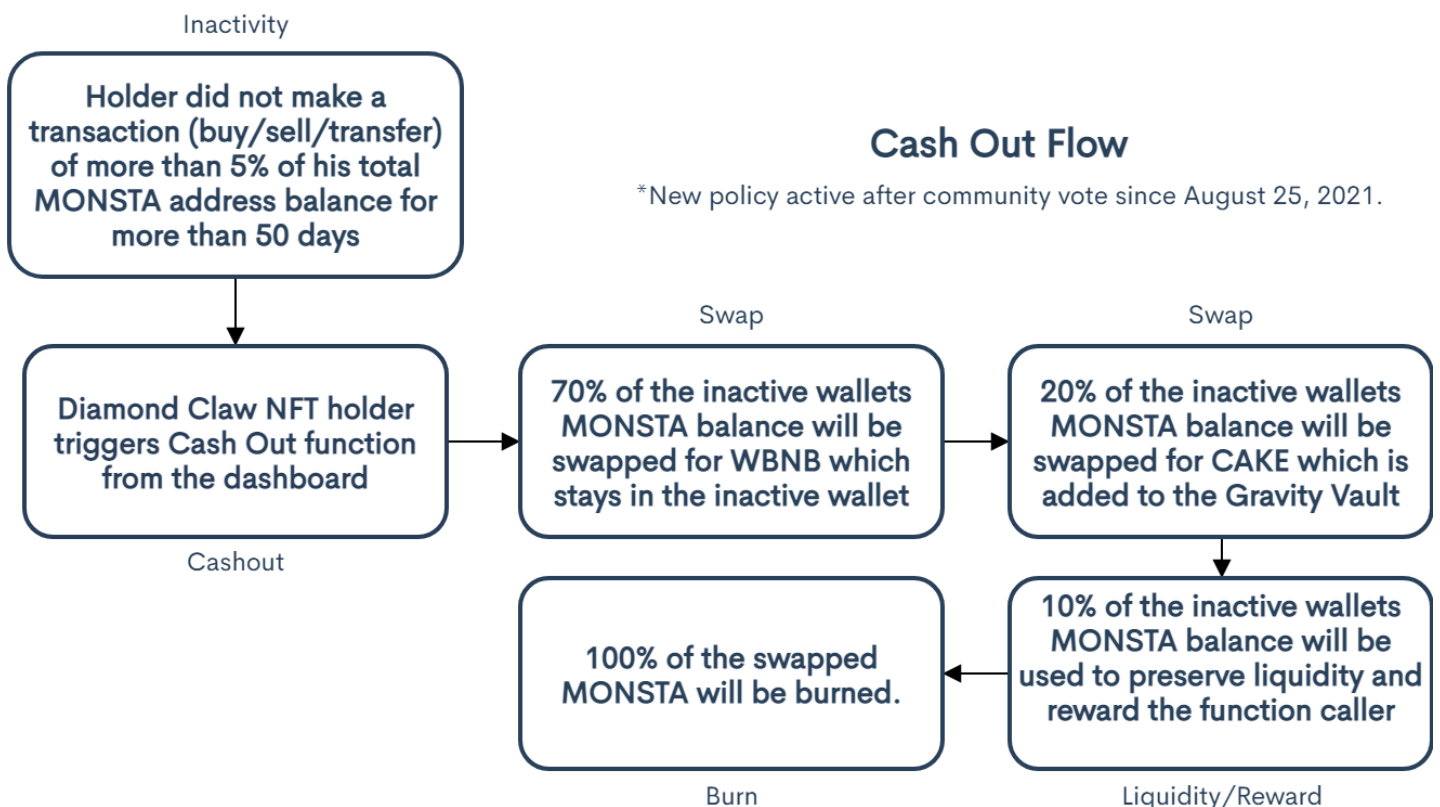 Inactivity
Holder did not make a
transaction (buy/sell/transfer)
of more than 5% of his total
MONSTA address balance for
more than 50 days
Cash Out Flow
*New policy active after community vote since August 25, 2021.
Diamond Claw NFT holder
triggers Cash Out function
from the dashboard
Cashout
Swap
70% of the inactive wallets
MONSTA balance will be
swapped for WBNB which
stays in the inactive wallet
Swap
20% of the inactive wallets
MONSTA balance will be
swapped for CAKE which is
added to the Gravity Vault
10% of the inactive wallets
MONSTA balance will be
used to preserve liquidity and
reward the function caller
Liquidity/Reward
100% of the swapped
MONSTA will be burned.
Burn